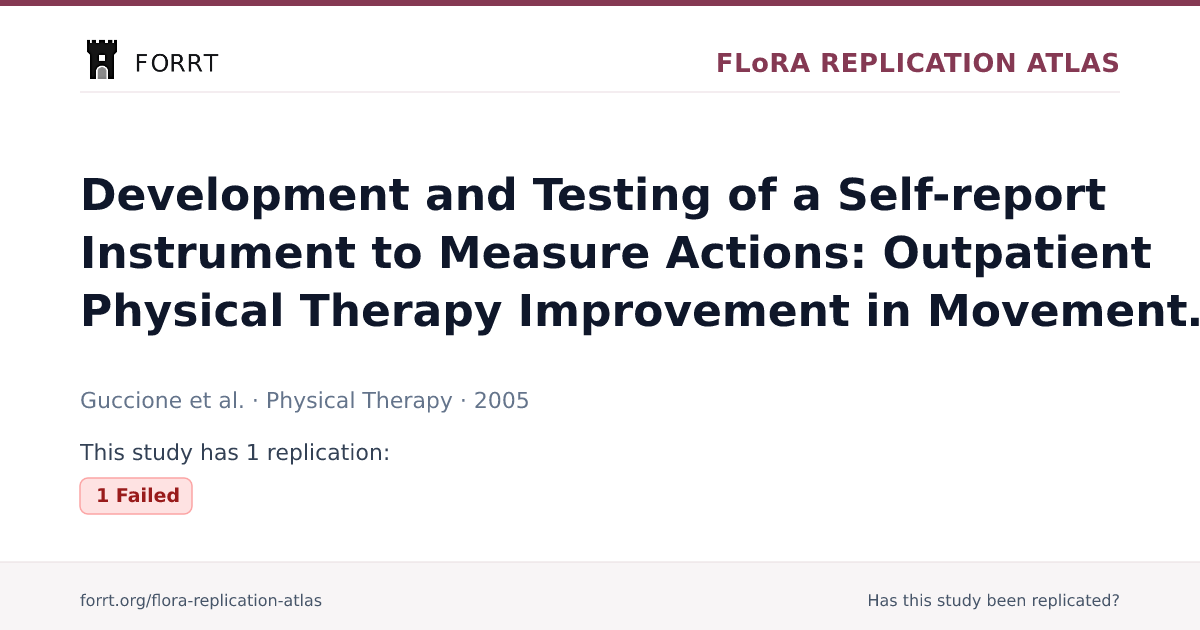 FORRT
FLoRA REPLICATION ATLAS
Development and Testing of a Self-report
Instrument to Measure Actions: Outpatient
Physical Therapy Improvement in Movement.
Guccione et al. · Physical Therapy · 2005
This study has 1 replication:
1 Failed
forrt.org/flora-replication-atlas
Has this study been replicated?